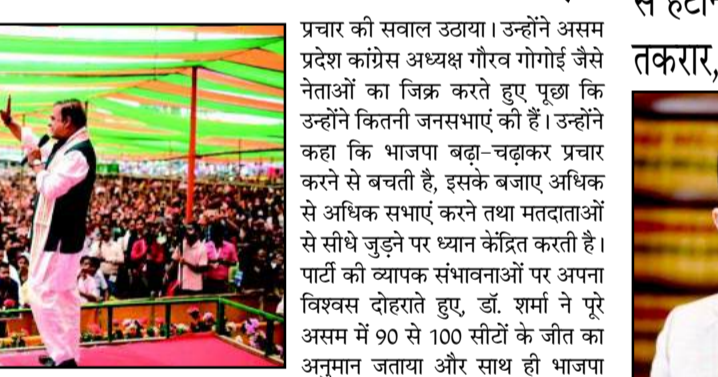 प्रचार की सवाल उठाया। उन्होंने असम
प्रदेश कांग्रेस अध्यक्ष गौरव गोगोई जैसे
नेताओं का जिक्र करते हुए पूछा कि
उन्होंने कितनी जनसभाएं की हैं। उन्होंने
कहा कि भाजपा बढ़ा-चढ़ाकर प्रचार
करने से बचती है, इसके बजाए अधिक
से अधिक सभाएं करने तथा मतदाताओं
से सीधे जुड़ने पर ध्यान केंद्रित करती है।
पार्टी की व्यापक संभावनाओं पर अपना
विश्वस दोहराते हुए, डॉ. शर्मा ने पूरे
असम में 90 से 100 सीटों के जीत का
अनुमान जताया और साथ ही भाजपा
तकरार,